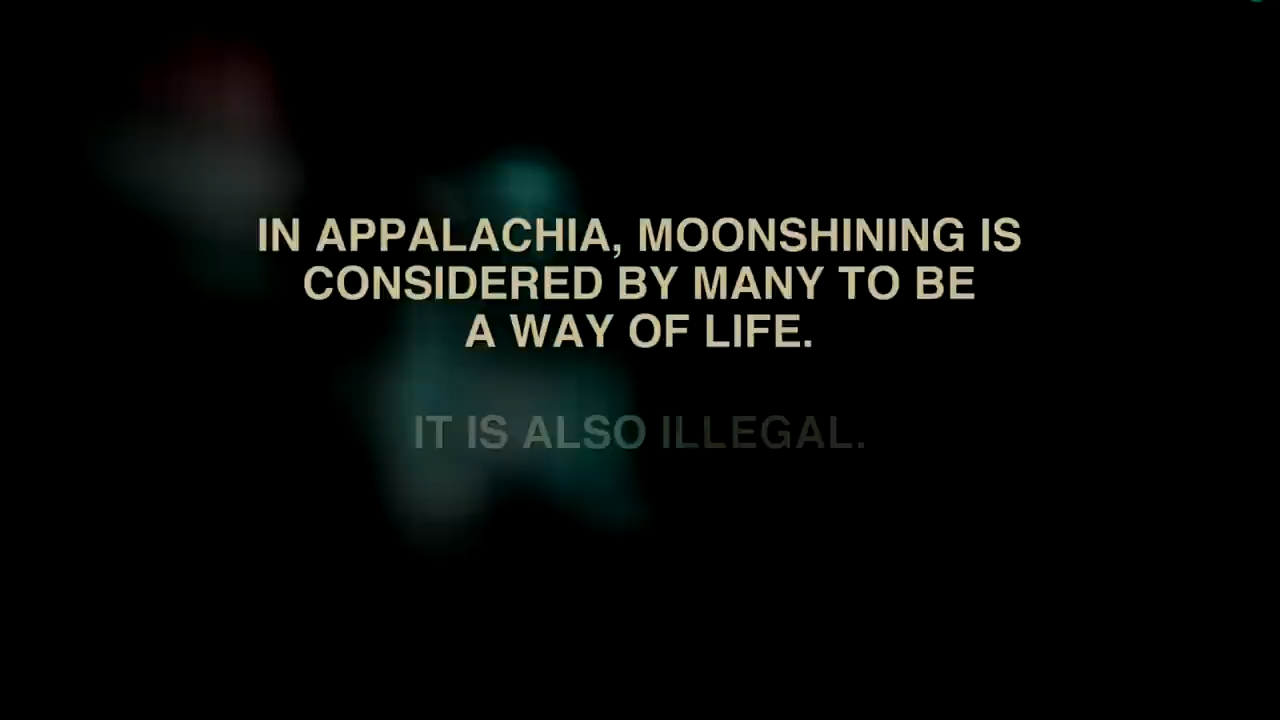 IN APPALACHIA, MOONSHINING IS
CONSIDERED BY MANY TO BE
A WAY OF LIFE.
IT IS ALSO ILLEGAL.